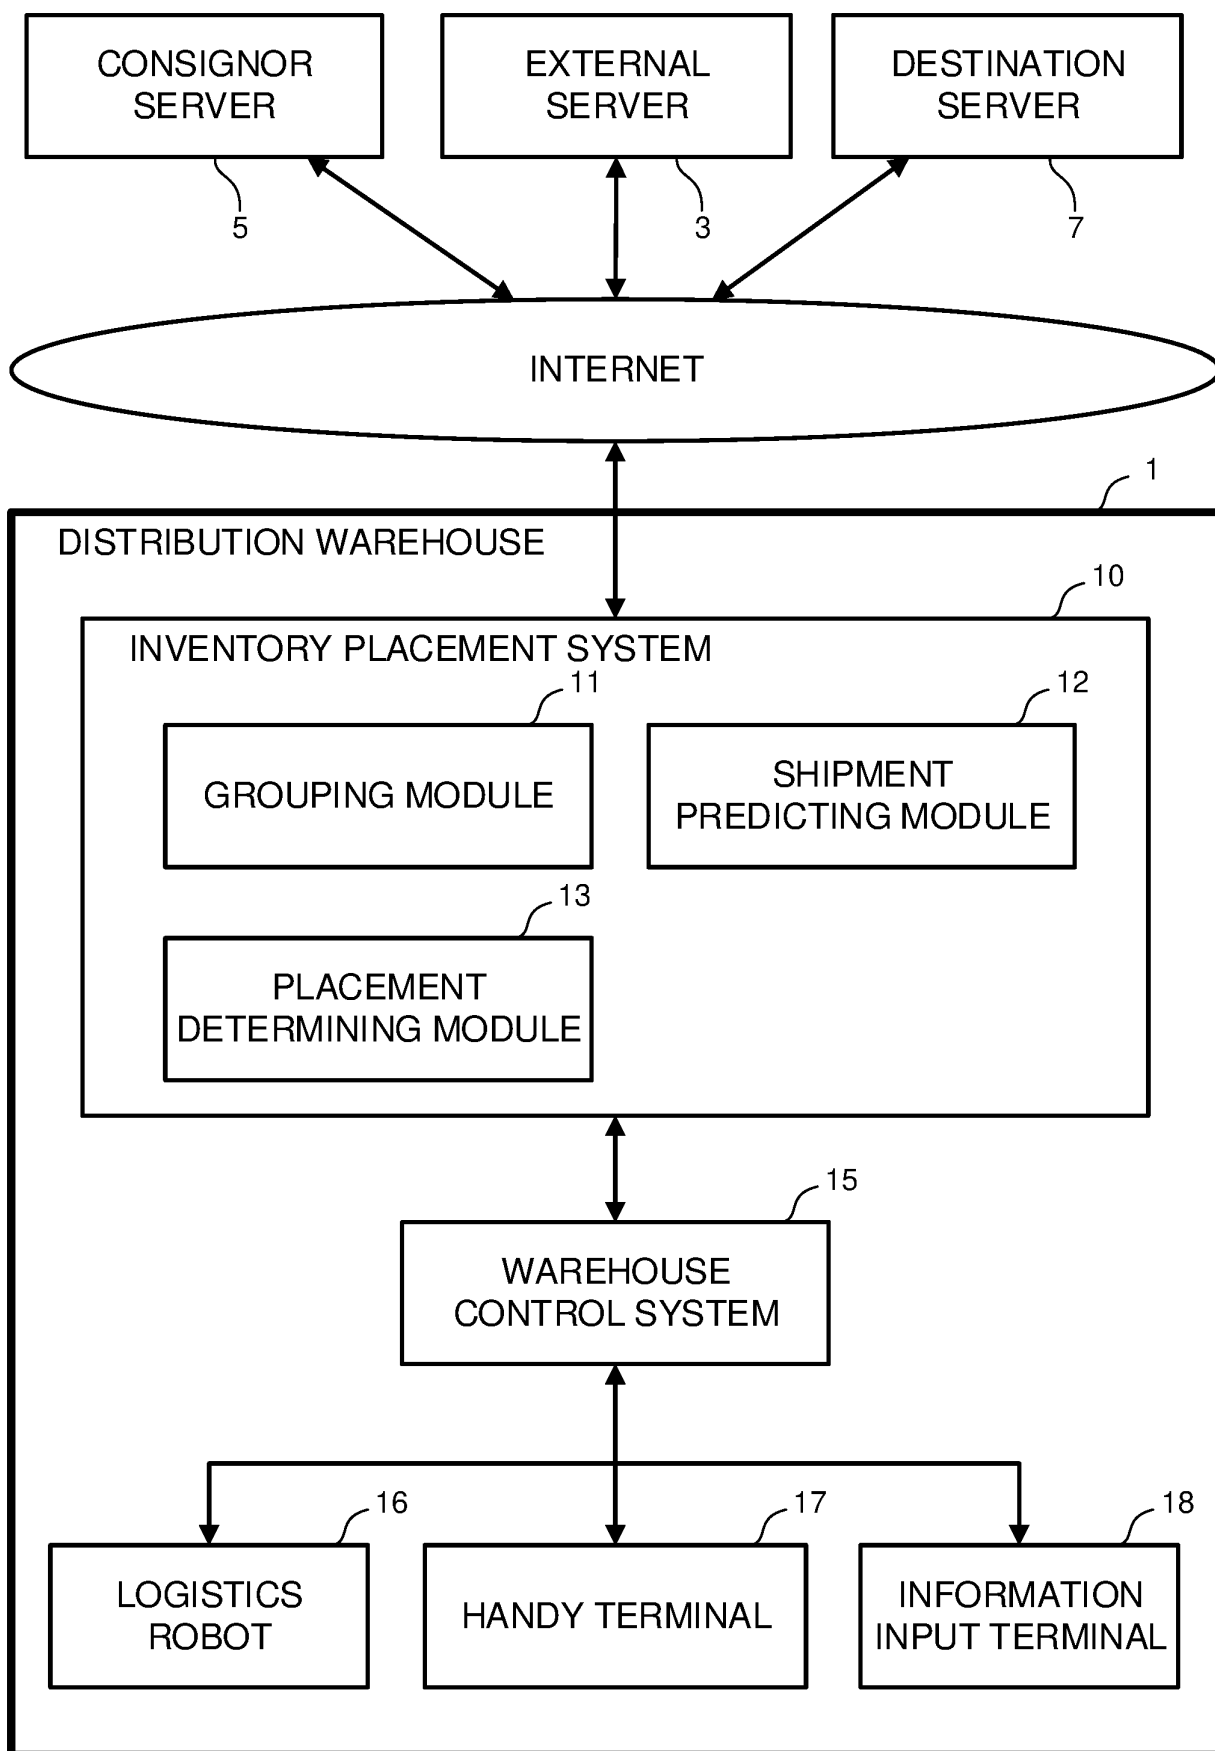 CONSIGNOR
SERVER
EXTERNAL
SERVER
DESTINATION
SERVER
5
3
7
INTERNET
1
DISTRIBUTION WAREHOUSE
10
INVENTORY PLACEMENT SYSTEM
11
12
GROUPING MODULE
SHIPMENT
PREDICTING MODULE
13
PLACEMENT
DETERMINING MODULE
15
WAREHOUSE
CONTROL SYSTEM
16
17
18
LOGISTICS
ROBOT
HANDY TERMINAL
INFORMATION
INPUT TERMINAL